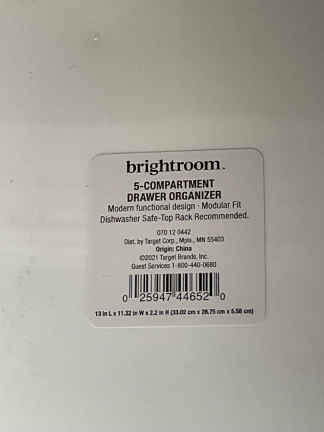 brightroom™
5-COMPARTMENT
DRAWER ORGANIZER
Modern functional design · Modular Fit
Dishwasher Safe-Top Rack Recommended.
070 12 0442
Dist. by Target Corp., Mpls., MN 55403
Origin: China
©2021 Target Brands, Inc.
Guest Services 1-800-440-0680
0 25947 44652 0
13 in L x 11.32 in W x 2.2 in H (33.02 cm x 28.75 cm x 5.58 cm)